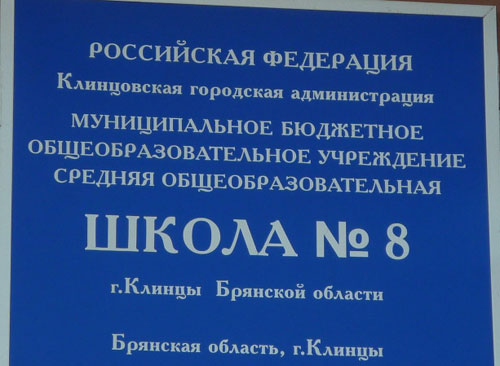 РОССИЙСКАЯ ФЕДЕРАЦИЯ
Клинцовская городская администрация
МУНИЦИПАЛЬНОЕ БЮДЖЕТНОЕ
ОБЩЕОБРАЗОВАТЕЛЬНОЕ УЧРЕЖДЕНИЕ
СРЕДНЯЯ ОБЩЕОБРАЗОВАТЕЛЬНАЯ
ШКОЛА № 8
г.Клинцы Брянской области
Брянская область, г.Клинцы